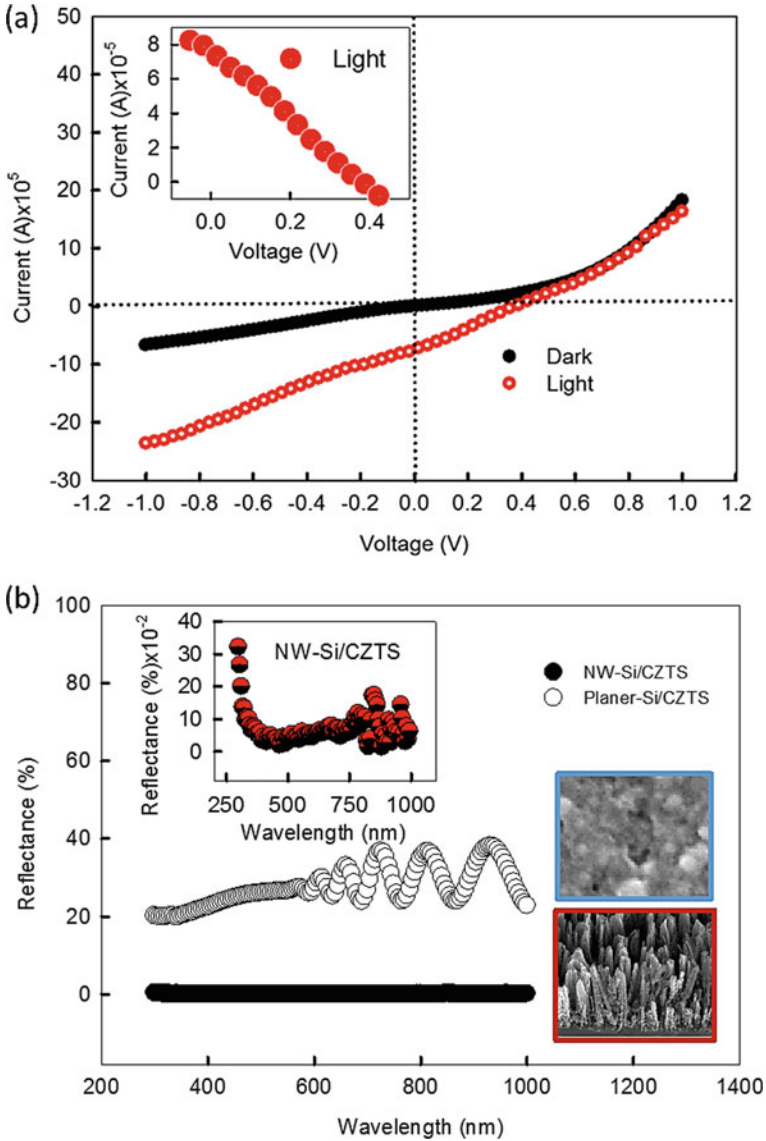 (a)
50
40
30
20
10
0
-10
-20
-30
Current (A)x10⁵
8
6
4
2
0
Current (A)x10⁻⁵
Light
0.0 0.2 0.4
Voltage (V)
Dark
Light
-1.2 -1.0 -0.8 -0.6 -0.4 -0.2 0.0 0.2 0.4 0.6 0.8 1.0 1.2
Voltage (V)
(b)
100
80
60
40
20
0
Reflectance (%)
40
30
20
10
0
Reflectance (%)x10⁻²
NW-Si/CZTS
250 500 750 1000
Wavelength (nm)
NW-Si/CZTS
Planer-Si/CZTS
200 400 600 800 1000 1200 1400
Wavelength (nm)